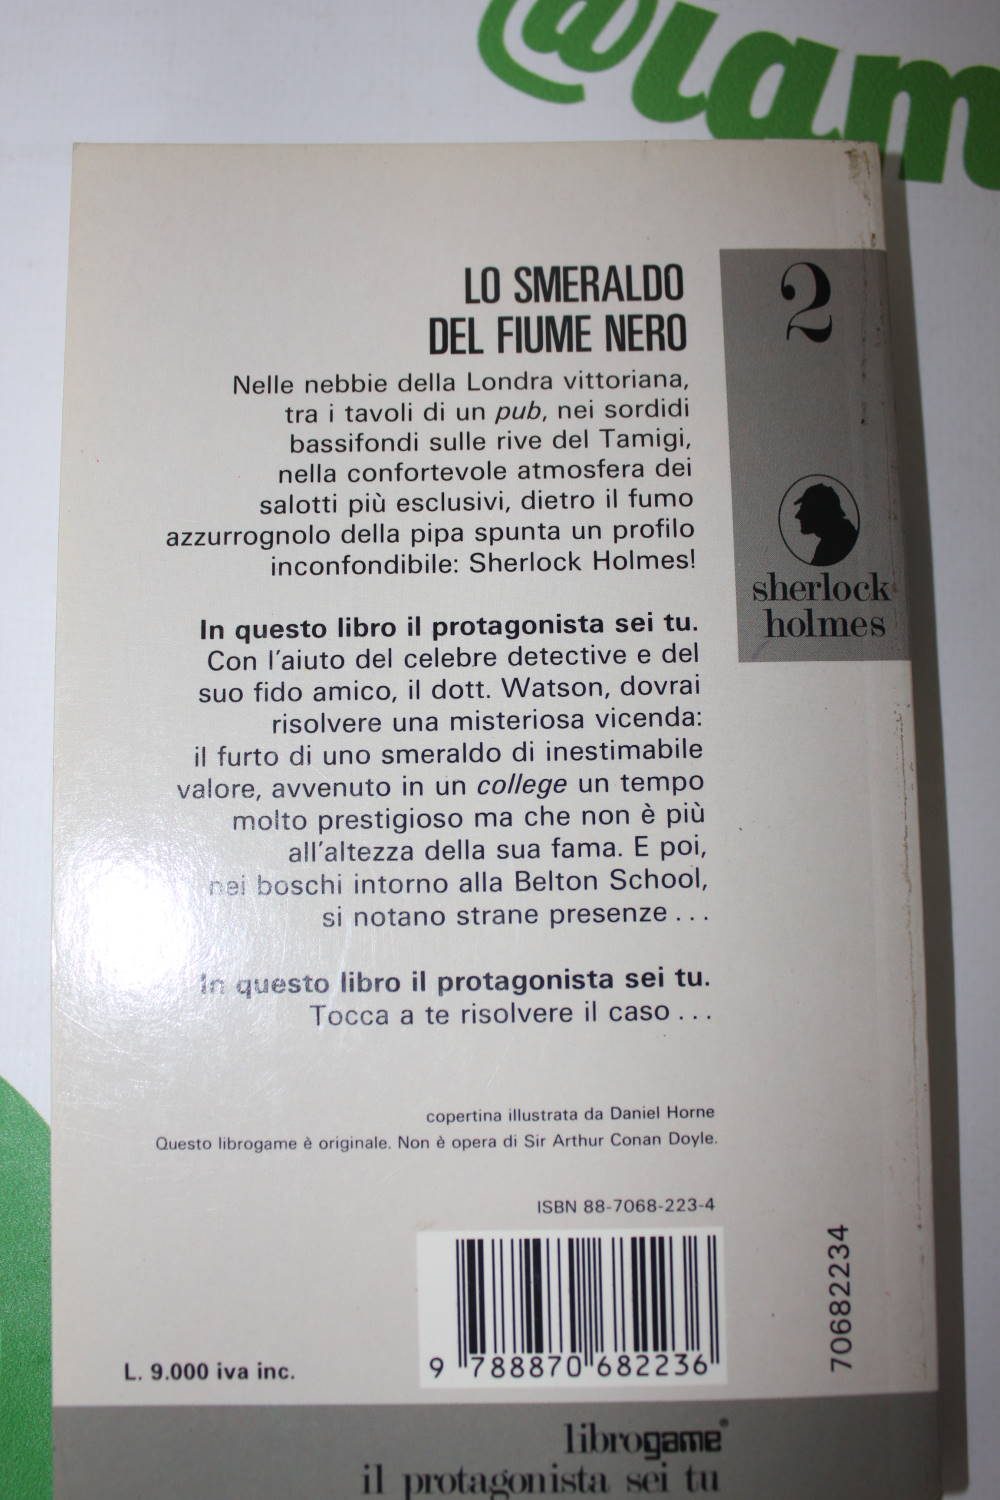 @iam
LO SMERALDO
DEL FIUME NERO
Nelle nebbie della Londra vittoriana,
tra i tavoli di un pub, nei sordidi
bassifondi sulle rive del Tamigi,
nella confortevole atmosfera dei
salotti più esclusivi, dietro il fumo
azzurrognolo della pipa spunta un profilo
inconfondibile: Sherlock Holmes!
In questo libro il protagonista sei tu.
Con l'aiuto del celebre detective e del
suo fido amico, il dott. Watson, dovrai
risolvere una misteriosa vicenda:
il furto di uno smeraldo di inestimabile
valore, avvenuto in un college un tempo
molto prestigioso ma che non è più
all'altezza della sua fama. E poi,
nei boschi intorno alla Belton School,
si notano strane presenze . . .
In questo libro il protagonista sei tu.
Tocca a te risolvere il caso . . .
copertina illustrata da Daniel Horne
Questo librogame è originale. Non è opera di Sir Arthur Conan Doyle.
ISBN 88-7068-223-4
9 788870 682236
L. 9.000 iva inc.
70682234
2
sherlock
holmes
librogame®
il protagonista sei tu